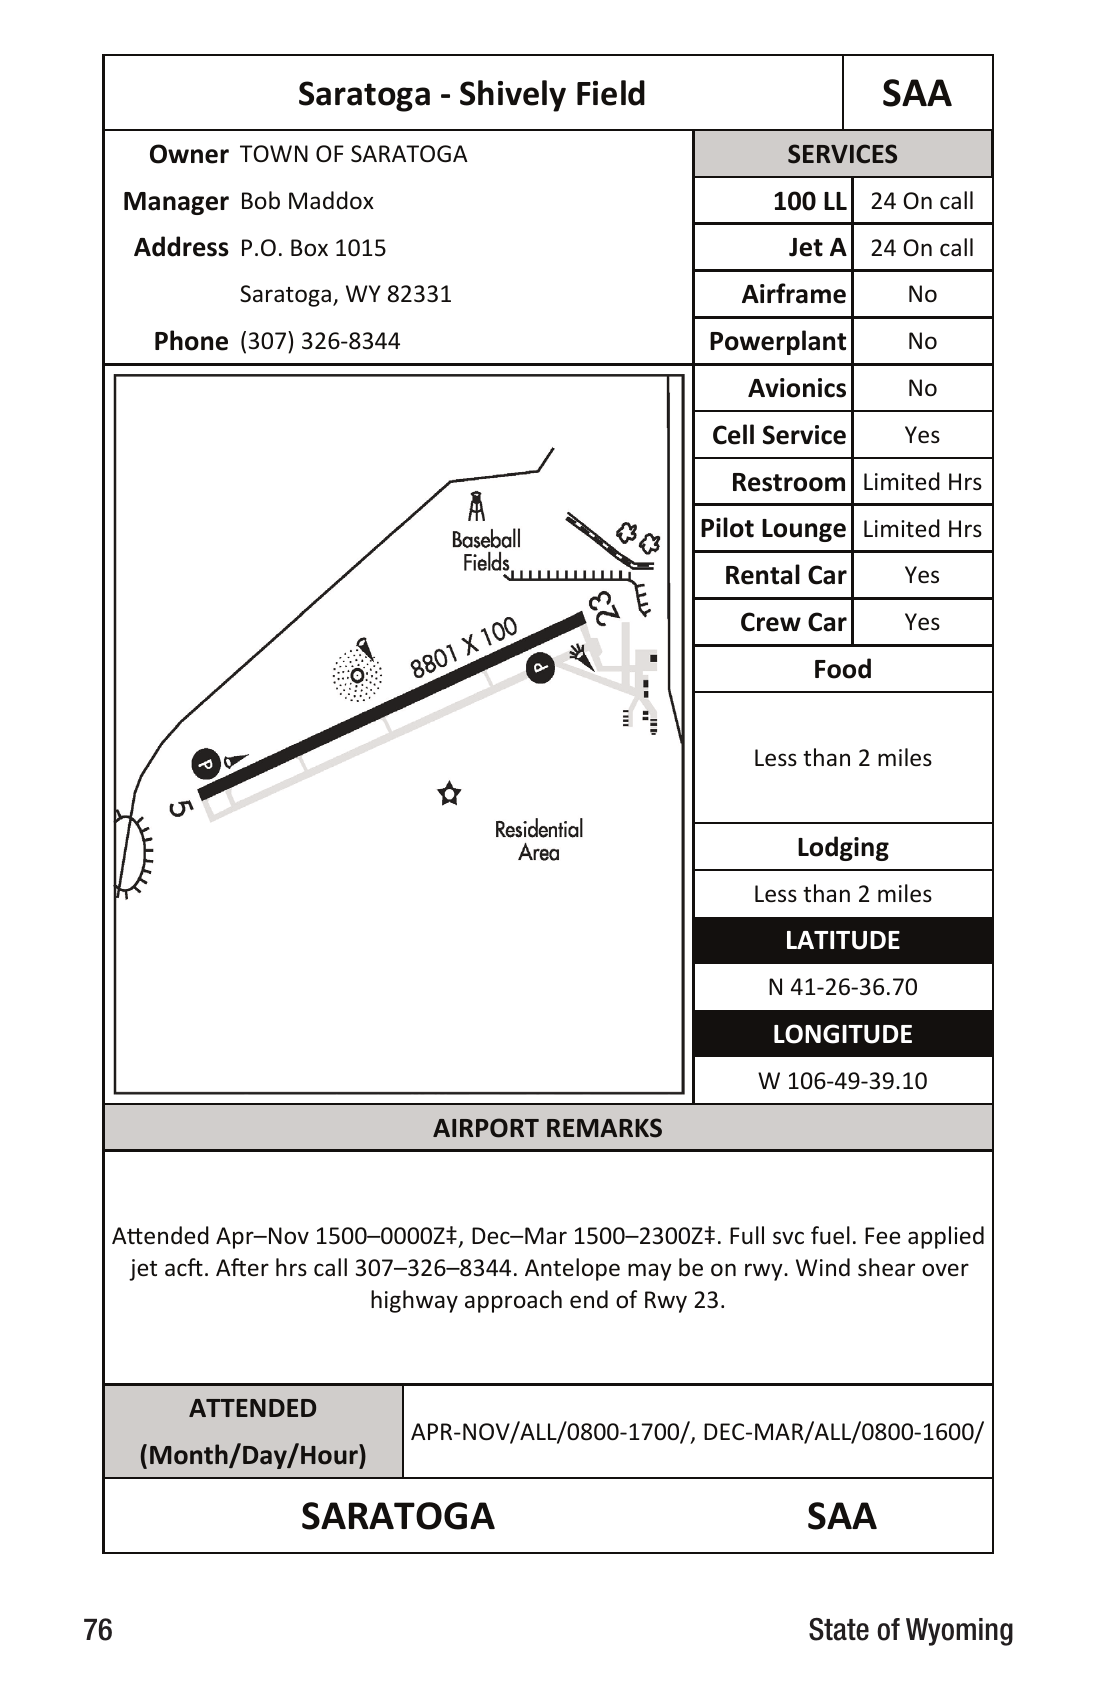 Saratoga - Shively Field
SAA
Owner TOWN OF SARATOGA
Manager Bob Maddox
Address P.O. Box 1015
Saratoga, WY 82331
Phone (307) 326-8344
SERVICES
100 LL 24 On call
Jet A 24 On call
Airframe No
Powerplant No
Avionics No
Cell Service Yes
Restroom Limited Hrs
Pilot Lounge Limited Hrs
Rental Car Yes
Crew Car Yes
Food
Less than 2 miles
Lodging
Less than 2 miles
LATITUDE
N 41-26-36.70
LONGITUDE
W 106-49-39.10
Baseball
Fields
23
8801 X 100
P
P
5
Residential
Area
AIRPORT REMARKS
Attended Apr–Nov 1500–0000Z‡, Dec–Mar 1500–2300Z‡. Full svc fuel. Fee applied
jet acft. After hrs call 307–326–8344. Antelope may be on rwy. Wind shear over
highway approach end of Rwy 23.
ATTENDED
(Month/Day/Hour)
APR-NOV/ALL/0800-1700/, DEC-MAR/ALL/0800-1600/
SARATOGA SAA
76 State of Wyoming